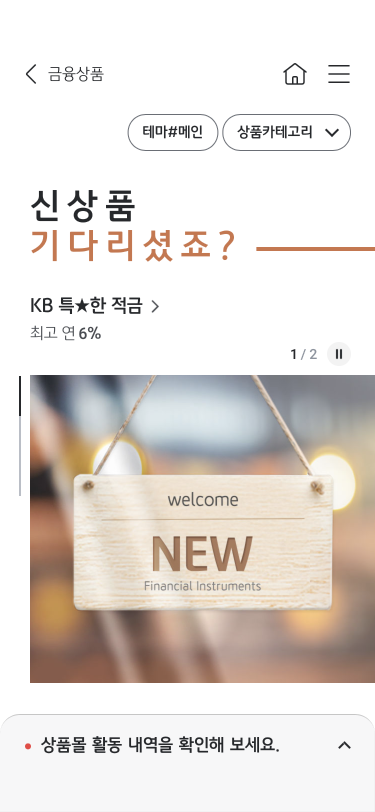 금융상품
테마#메인
상품카테고리
신상품
기다리셨죠?
KB 특★한 적금
최고 연 6%
1 / 2
welcome
NEW
Financial Instruments
상품몰 활동 내역을 확인해 보세요.